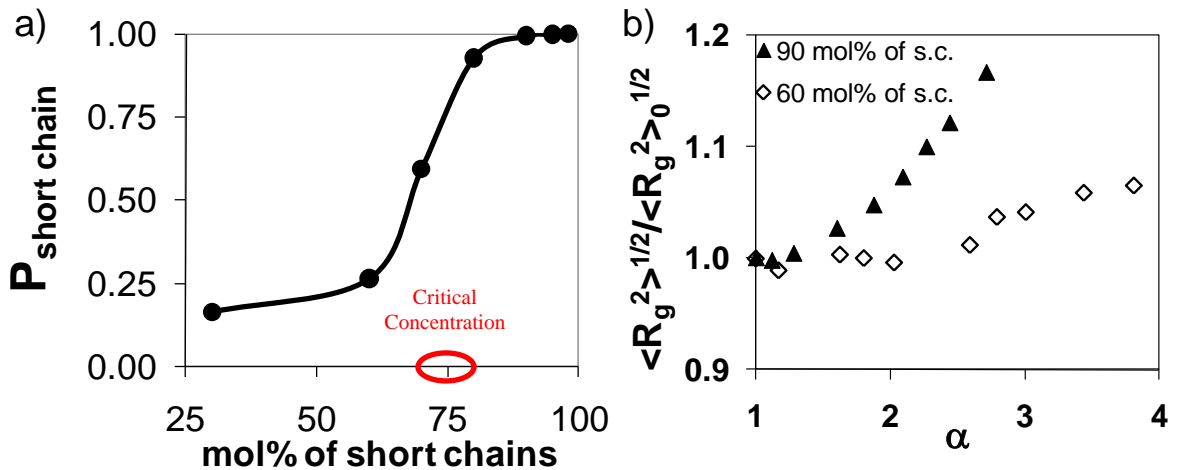 a)
P short chain
1.00
0.75
0.50
0.25
0.00
Critical
Concentration
25 50 75 100
mol% of short chains
b)
<R_g^2>^1/2/<R_g^2>_0^1/2
1.2
1.1
1.0
0.9
▲ 90 mol% of s.c.
◇ 60 mol% of s.c.
1 2 3 4
α